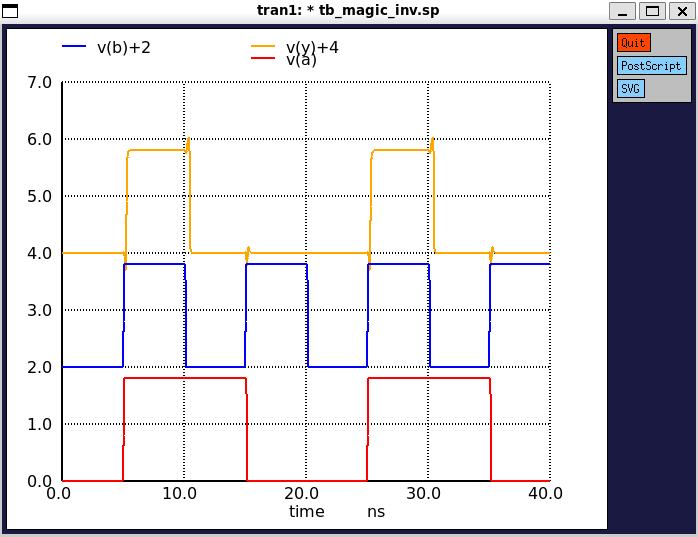 tran1: * tb_magic_inv.sp
Quit
PostScript
SVG
v(b)+2
v(y)+4
v(a)
7.0
6.0
5.0
4.0
3.0
2.0
1.0
0.0
0.0 10.0 20.0 30.0 40.0
time ns